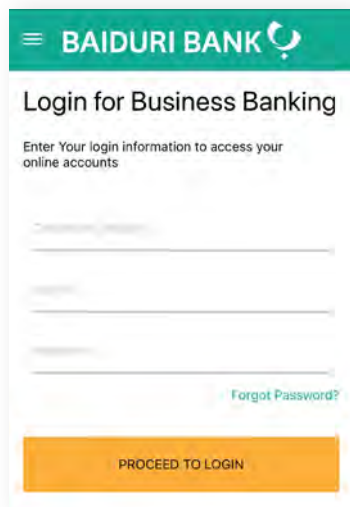 BAIDURI BANK
Login for Business Banking
Enter Your login information to access your
online accounts
Forgot Password?
PROCEED TO LOGIN